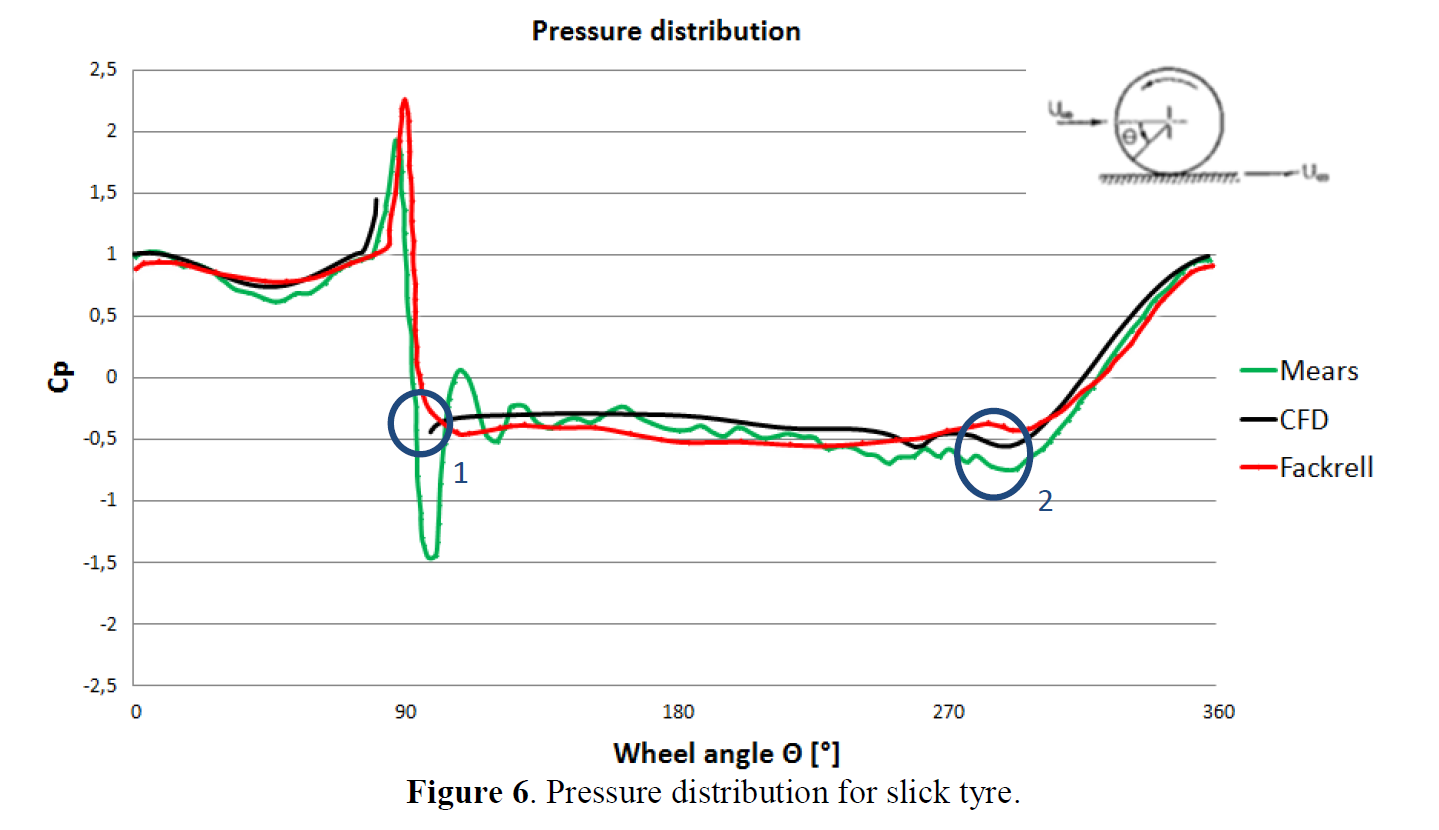 Pressure distribution
2,5
2
1,5
1
0,5
0
-0,5
-1
-1,5
-2
-2,5
Cp
0
90
180
270
360
Wheel angle Θ [°]
1
2
U∞
θ
U∞
Mears
CFD
Fackrell
Figure 6. Pressure distribution for slick tyre.